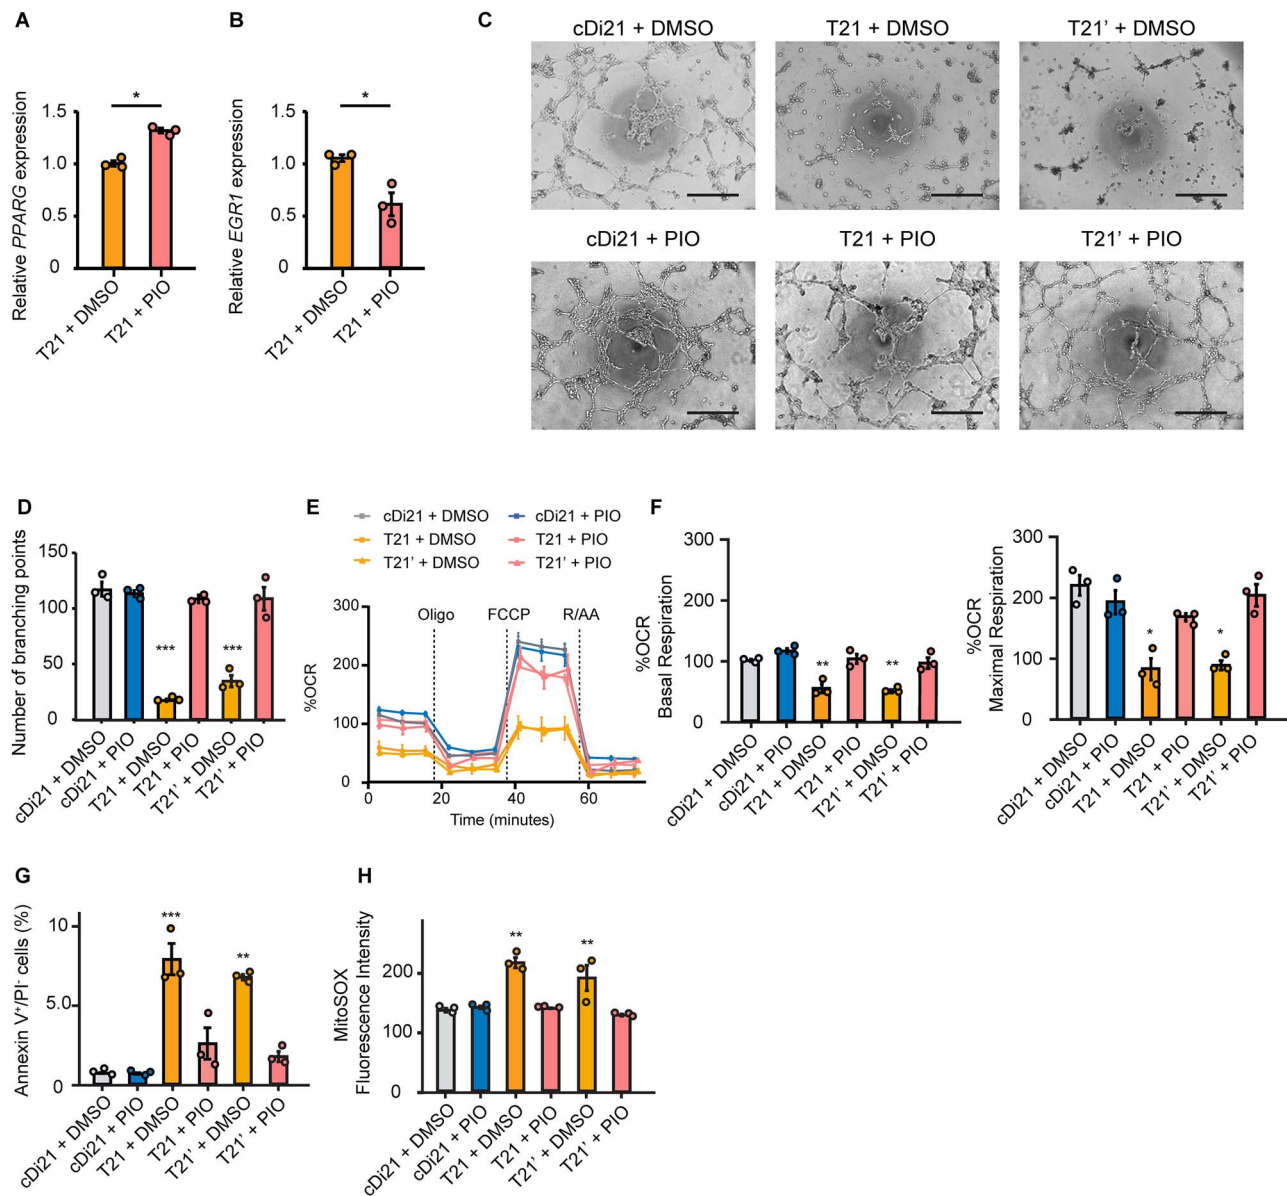 A
Relative PPARG expression
1.5
1.0
0.5
0
*
T21 + DMSO
T21 + PIO
B
Relative EGR1 expression
1.5
1.0
0.5
0
*
T21 + DMSO
T21 + PIO
C
cDi21 + DMSO
T21 + DMSO
T21’ + DMSO
cDi21 + PIO
T21 + PIO
T21’ + PIO
D
Number of branching points
150
100
50
0
***
***
cDi21 + DMSO
cDi21 + PIO
T21 + DMSO
T21 + PIO
T21’ + DMSO
T21’ + PIO
E
cDi21 + DMSO
cDi21 + PIO
T21 + DMSO
T21 + PIO
T21’ + DMSO
T21’ + PIO
%OCR
300
200
100
0
Oligo
FCCP
R/AA
0
20
40
60
Time (minutes)
F
%OCR
Basal Respiration
300
200
100
0
**
**
cDi21 + DMSO
cDi21 + PIO
T21 + DMSO
T21 + PIO
T21’ + DMSO
T21’ + PIO
%OCR
Maximal Respiration
300
200
100
0
*
*
cDi21 + DMSO
cDi21 + PIO
T21 + DMSO
T21 + PIO
T21’ + DMSO
T21’ + PIO
G
Annexin V⁺/PI⁻ cells (%)
10
5.0
0
***
**
cDi21 + DMSO
cDi21 + PIO
T21 + DMSO
T21 + PIO
T21’ + DMSO
T21’ + PIO
H
MitoSOX
Fluorescence Intensity
200
100
0
**
**
cDi21 + DMSO
cDi21 + PIO
T21 + DMSO
T21 + PIO
T21’ + DMSO
T21’ + PIO